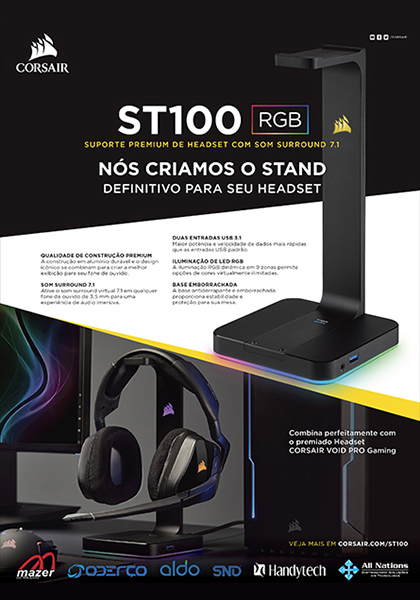 CORSAIR
/CORSAIR
ST100 RGB
SUPORTE PREMIUM DE HEADSET COM SOM SURROUND 7.1
NÓS CRIAMOS O STAND
DEFINITIVO PARA SEU HEADSET
QUALIDADE DE CONSTRUÇÃO PREMIUM
A construção em alumínio durável e o design
icônico se combinam para criar a melhor
exibição para seu fone de ouvido.
SOM SURROUND 7.1
Ative o som surround virtual 7.1 em qualquer
fone de ouvido de 3,5 mm para uma
experiência de áudio imersiva.
DUAS ENTRADAS USB 3.1
Maior potência e velocidade de dados mais rápidas
que as entradas USB padrão.
ILUMINAÇÃO DE LED RGB
A iluminação RGB dinâmica em 9 zonas permite
opções de cores virtualmente ilimitadas.
BASE EMBORRACHADA
A base antiderrapante e emborrachada
proporciona estabilidade e
proteção para sua mesa.
Combina perfeitamente com
o premiado Headset
CORSAIR VOID PRO Gaming
VEJA MAIS EM CORSAIR.COM/ST100
mazer
ODERÇO
aldo
SND
Handytech
All Nations